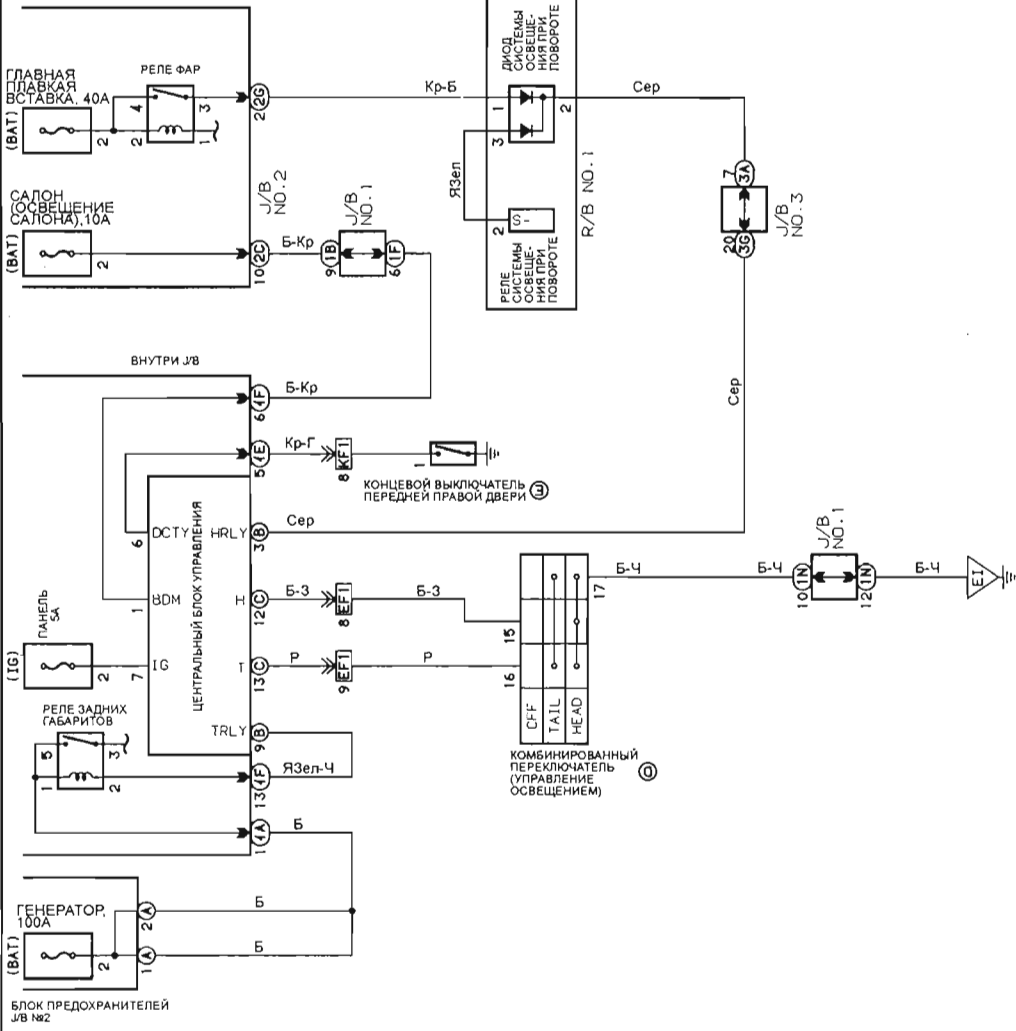 ГЛАВНАЯ
ПЛАВКАЯ
ВСТАВКА, 40А
(BAT)
2
РЕЛЕ ФАР
4
3
2
1
2
2G
Кр-Б
ДИОД
СИСТЕМЫ
ОСВЕЩЕ-
НИЯ ПРИ
ПОВОРОТЕ
1
3
2
Сер
ЯЗел
2
S-
РЕЛЕ
СИСТЕМЫ
ОСВЕЩЕ-
НИЯ ПРИ
ПОВОРОТЕ
R/B NO.1
7
3A
J/B
NO.3
20
3G
Сер
САЛОН
(ОСВЕЩЕНИЕ
САЛОНА), 10А
(BAT)
2
J/B
NO.2
10
2C
Б-Кр
9
1B
J/B
NO.1
6
1F
ВНУТРИ J/B
6
1F
Б-Кр
5
1E
Кр-Г
8
KF1
1
КОНЦЕВОЙ ВЫКЛЮЧАТЕЛЬ
ПЕРЕДНЕЙ ПРАВОЙ ДВЕРИ
ЦЕНТРАЛЬНЫЙ БЛОК УПРАВЛЕНИЯ
6
DCTY
HRLY
3
B
Сер
1
BDM
H
12
C
Б-З
8
EF1
Б-З
15
ПАНЕЛЬ
5А
(IG)
2
7
IG
T
13
C
Р
9
EF1
Р
16
TRLY
9
B
OFF
TAIL
HEAD
17
Б-Ч
Б-Ч
10
1N
J/B
NO.1
12
1N
Б-Ч
EI
КОМБИНИРОВАННЫЙ
ПЕРЕКЛЮЧАТЕЛЬ
(УПРАВЛЕНИЕ
ОСВЕЩЕНИЕМ)
РЕЛЕ ЗАДНИХ
ГАБАРИТОВ
5
3
1
2
13
1F
ЯЗел-Ч
1
1A
Б
ГЕНЕРАТОР,
100А
(BAT)
2
2
A
Б
1
A
Б
БЛОК ПРЕДОХРАНИТЕЛЕЙ
J/B №2